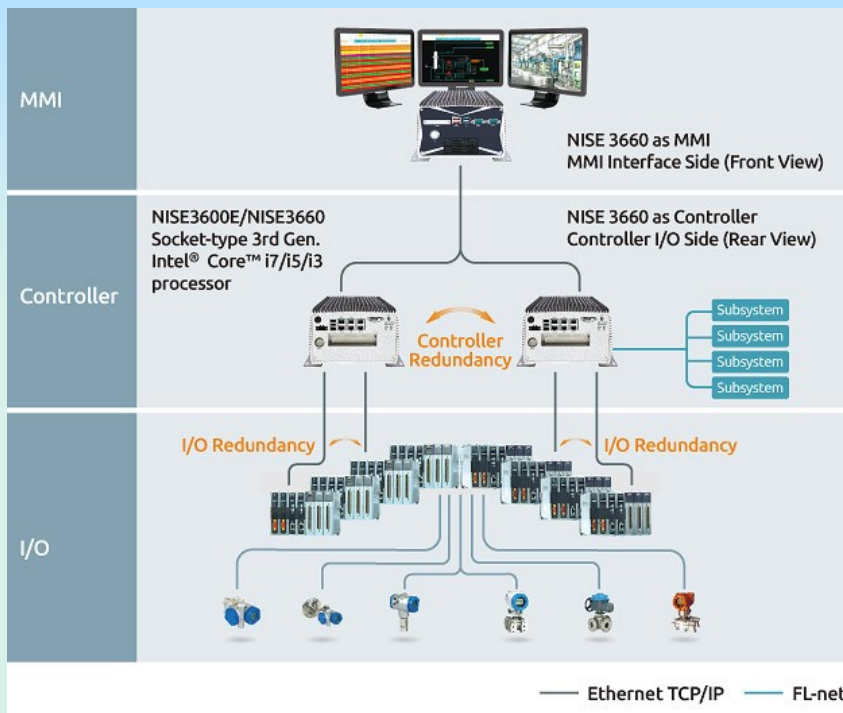 MMI
NISE 3660 as MMI
MMI Interface Side (Front View)
Controller
NISE3600E/NISE3660
Socket-type 3rd Gen.
Intel® Core™ i7/i5/i3
processor
NISE 3660 as Controller
Controller I/O Side (Rear View)
Controller
Redundancy
Subsystem
Subsystem
Subsystem
Subsystem
I/O
I/O Redundancy
I/O Redundancy
Ethernet TCP/IP
FL-net